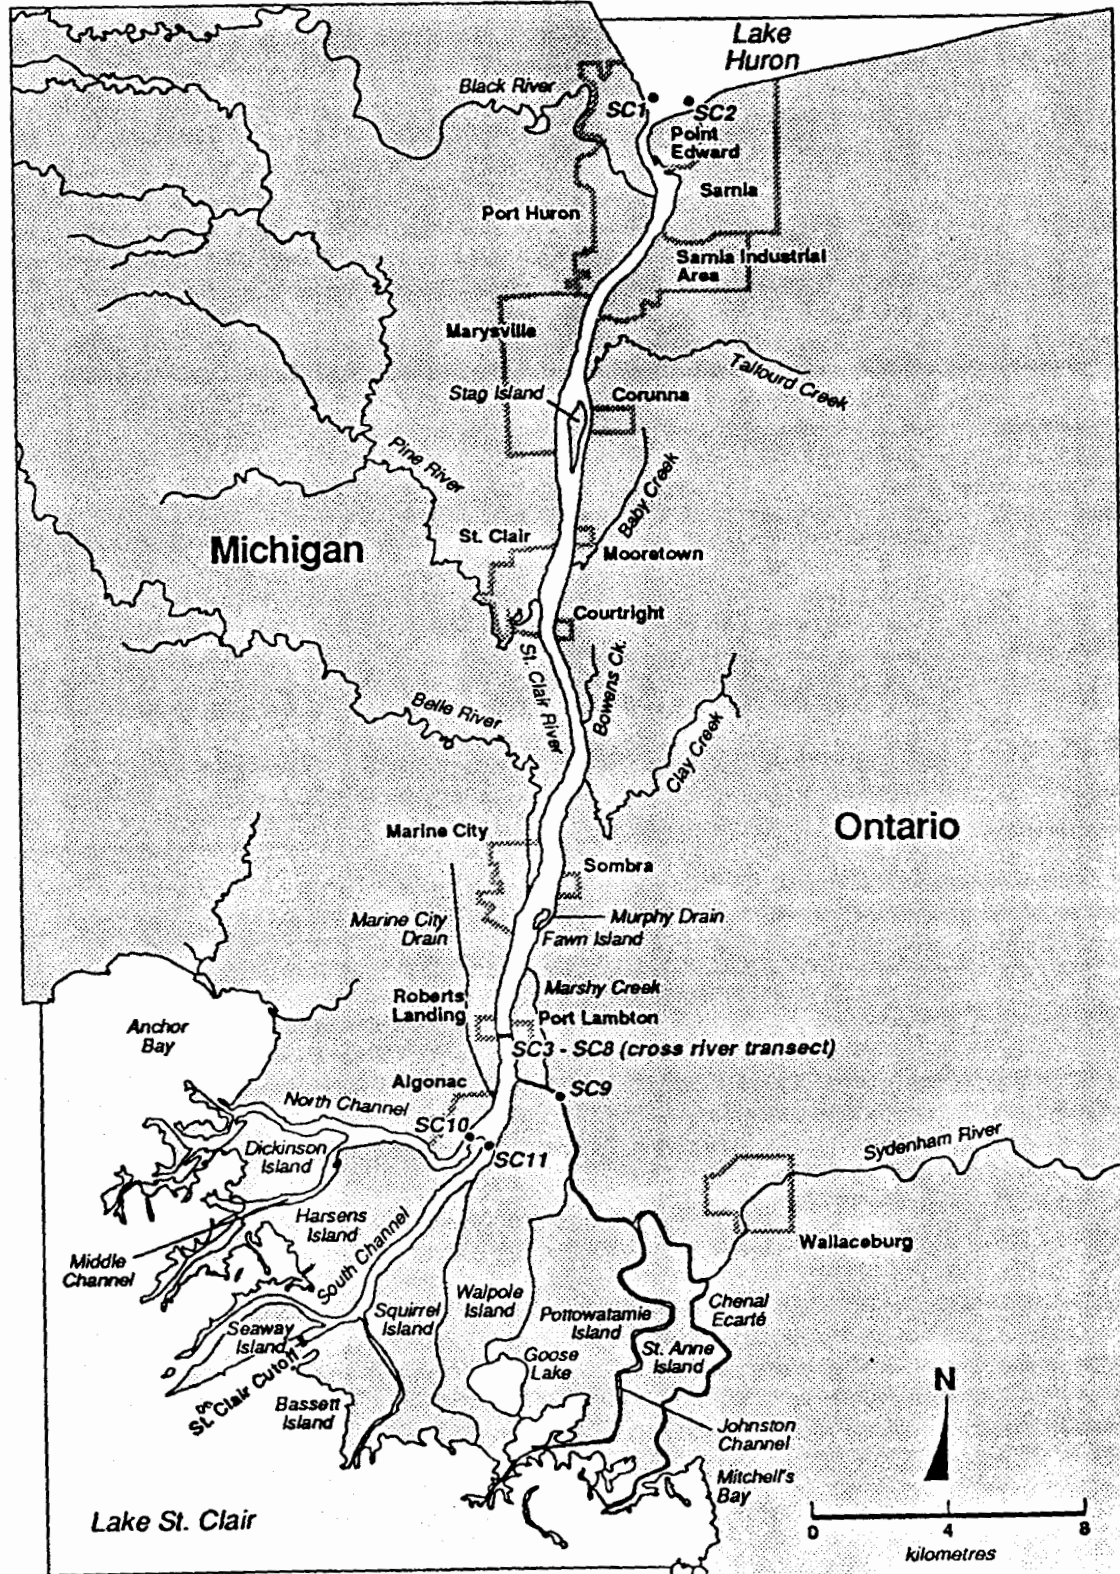 Lake
Huron
Black River
SC1
SC2
Point
Edward
Sarnia
Port Huron
Sarnia Industrial
Area
Marysville
Talfourd Creek
Stag Island
Corunna
Pine River
Baby Creek
St. Clair
Michigan
Mooretown
Courtright
St. Clair River
Bowens Ck.
Belle River
Clay Creek
Ontario
Marine City
Sombra
Marine City
Drain
Murphy Drain
Fawn Island
Marshy Creek
Roberts
Landing
Port Lambton
Anchor
Bay
SC3 - SC8 (cross river transect)
Algonac
SC9
North Channel
SC10
Dickinson
Island
SC11
Sydenham River
Harsens
Island
South Channel
Wallaceburg
Middle
Channel
Walpole
Island
Chenal
Ecarté
Squirrel
Island
Pottowatamie
Island
Seaway
Island
St. Anne
Island
Goose
Lake
St. Clair Cutoff
Bassett
Island
N
Johnston
Channel
Mitchell's
Bay
Lake St. Clair
0 4 8
kilometres